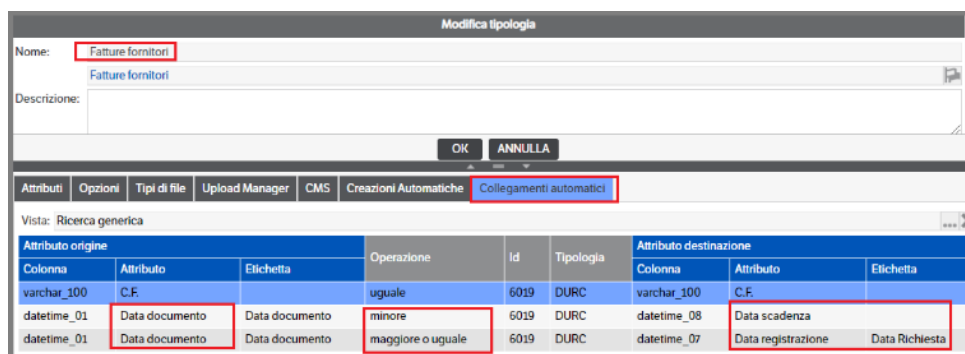 Modifica tipologia
Nome: Fatture fornitori
Fatture fornitori
Descrizione:
OK ANNULLA
Attributi Opzioni Tipi di file Upload Manager CMS Creazioni Automatiche Collegamenti automatici
Vista: Ricerca generica ...
Attributo origine Operazione Id Tipologia Attributo destinazione
Colonna Attributo Etichetta Colonna Attributo Etichetta
varchar_100 C.F. uguale 6019 DURC varchar_100 C.F.
datetime_01 Data documento Data documento minore 6019 DURC datetime_08 Data scadenza
datetime_01 Data documento Data documento maggiore o uguale 6019 DURC datetime_07 Data registrazione Data Richiesta